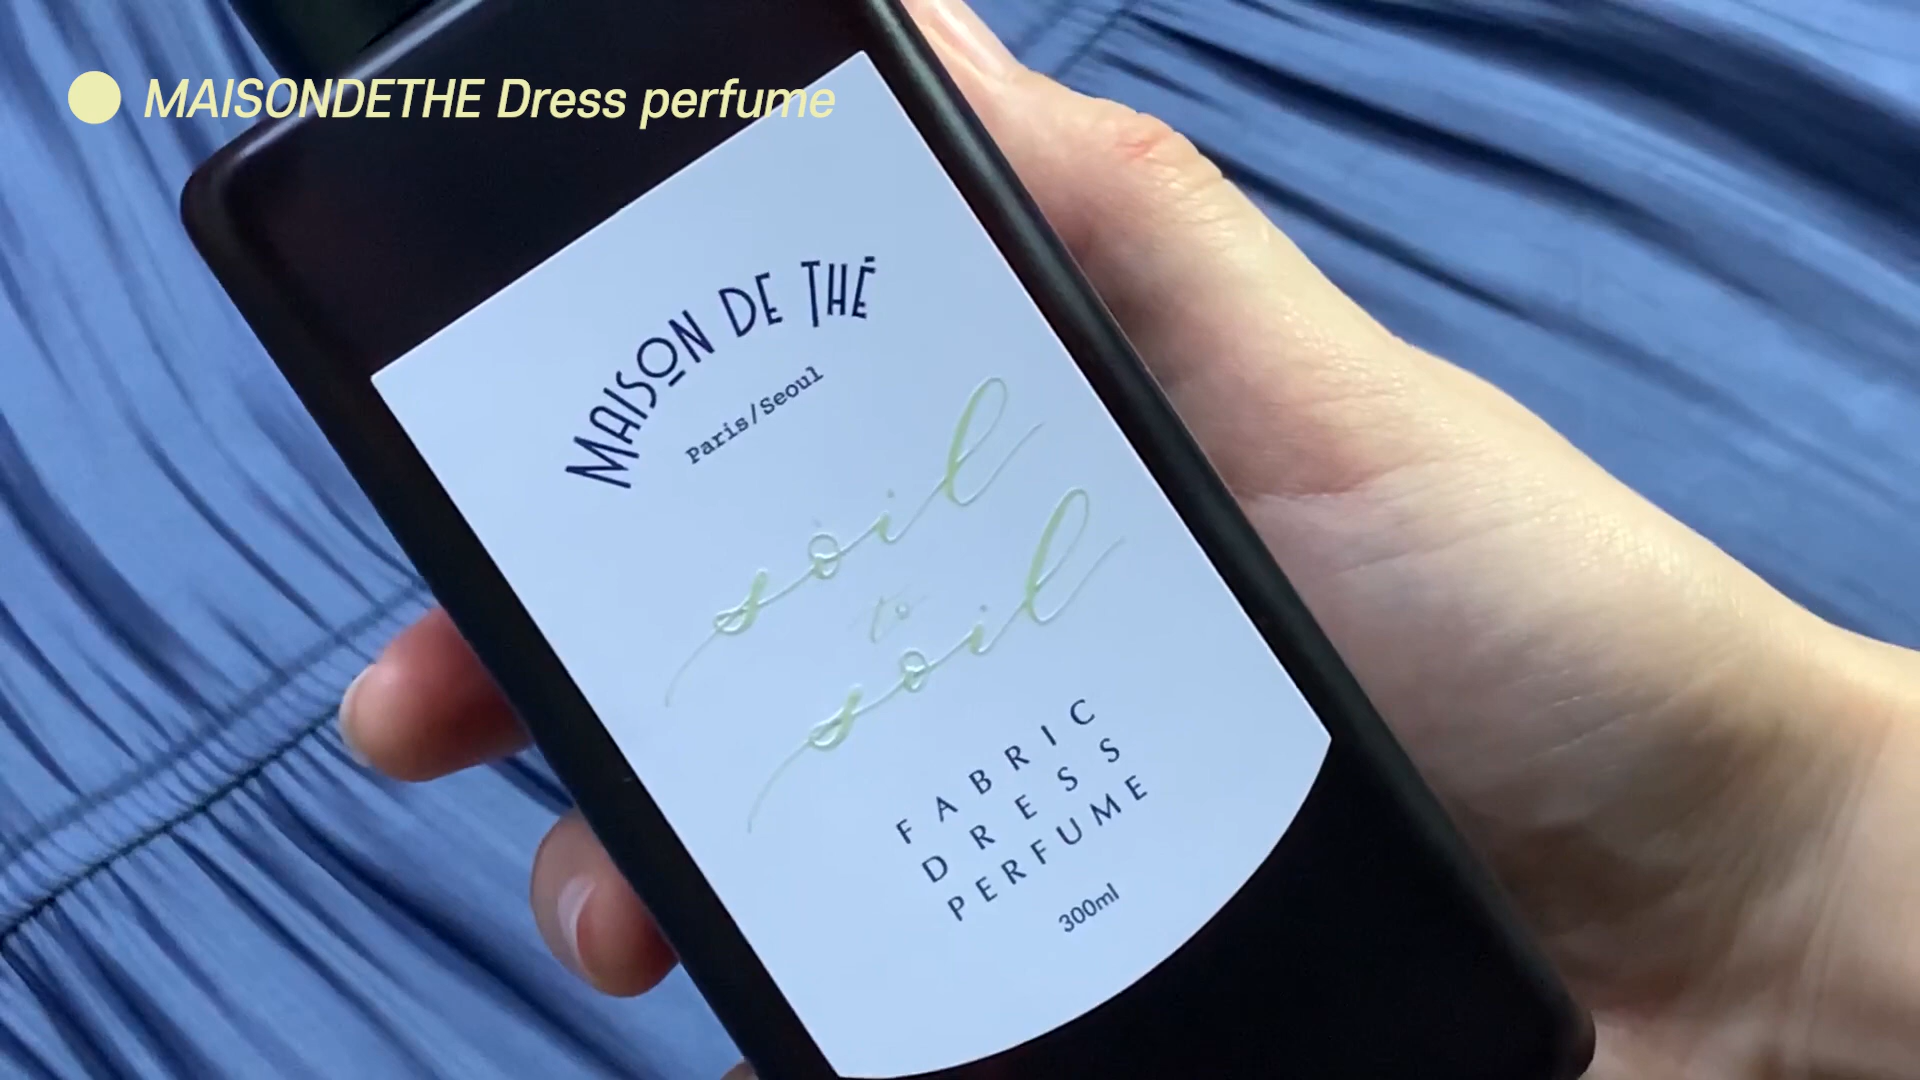 MAISONDETHE Dress perfume
MAISON DE THÉ
Paris/Seoul
soil
to
soil
FABRIC
DRESS
PERFUME
300ml